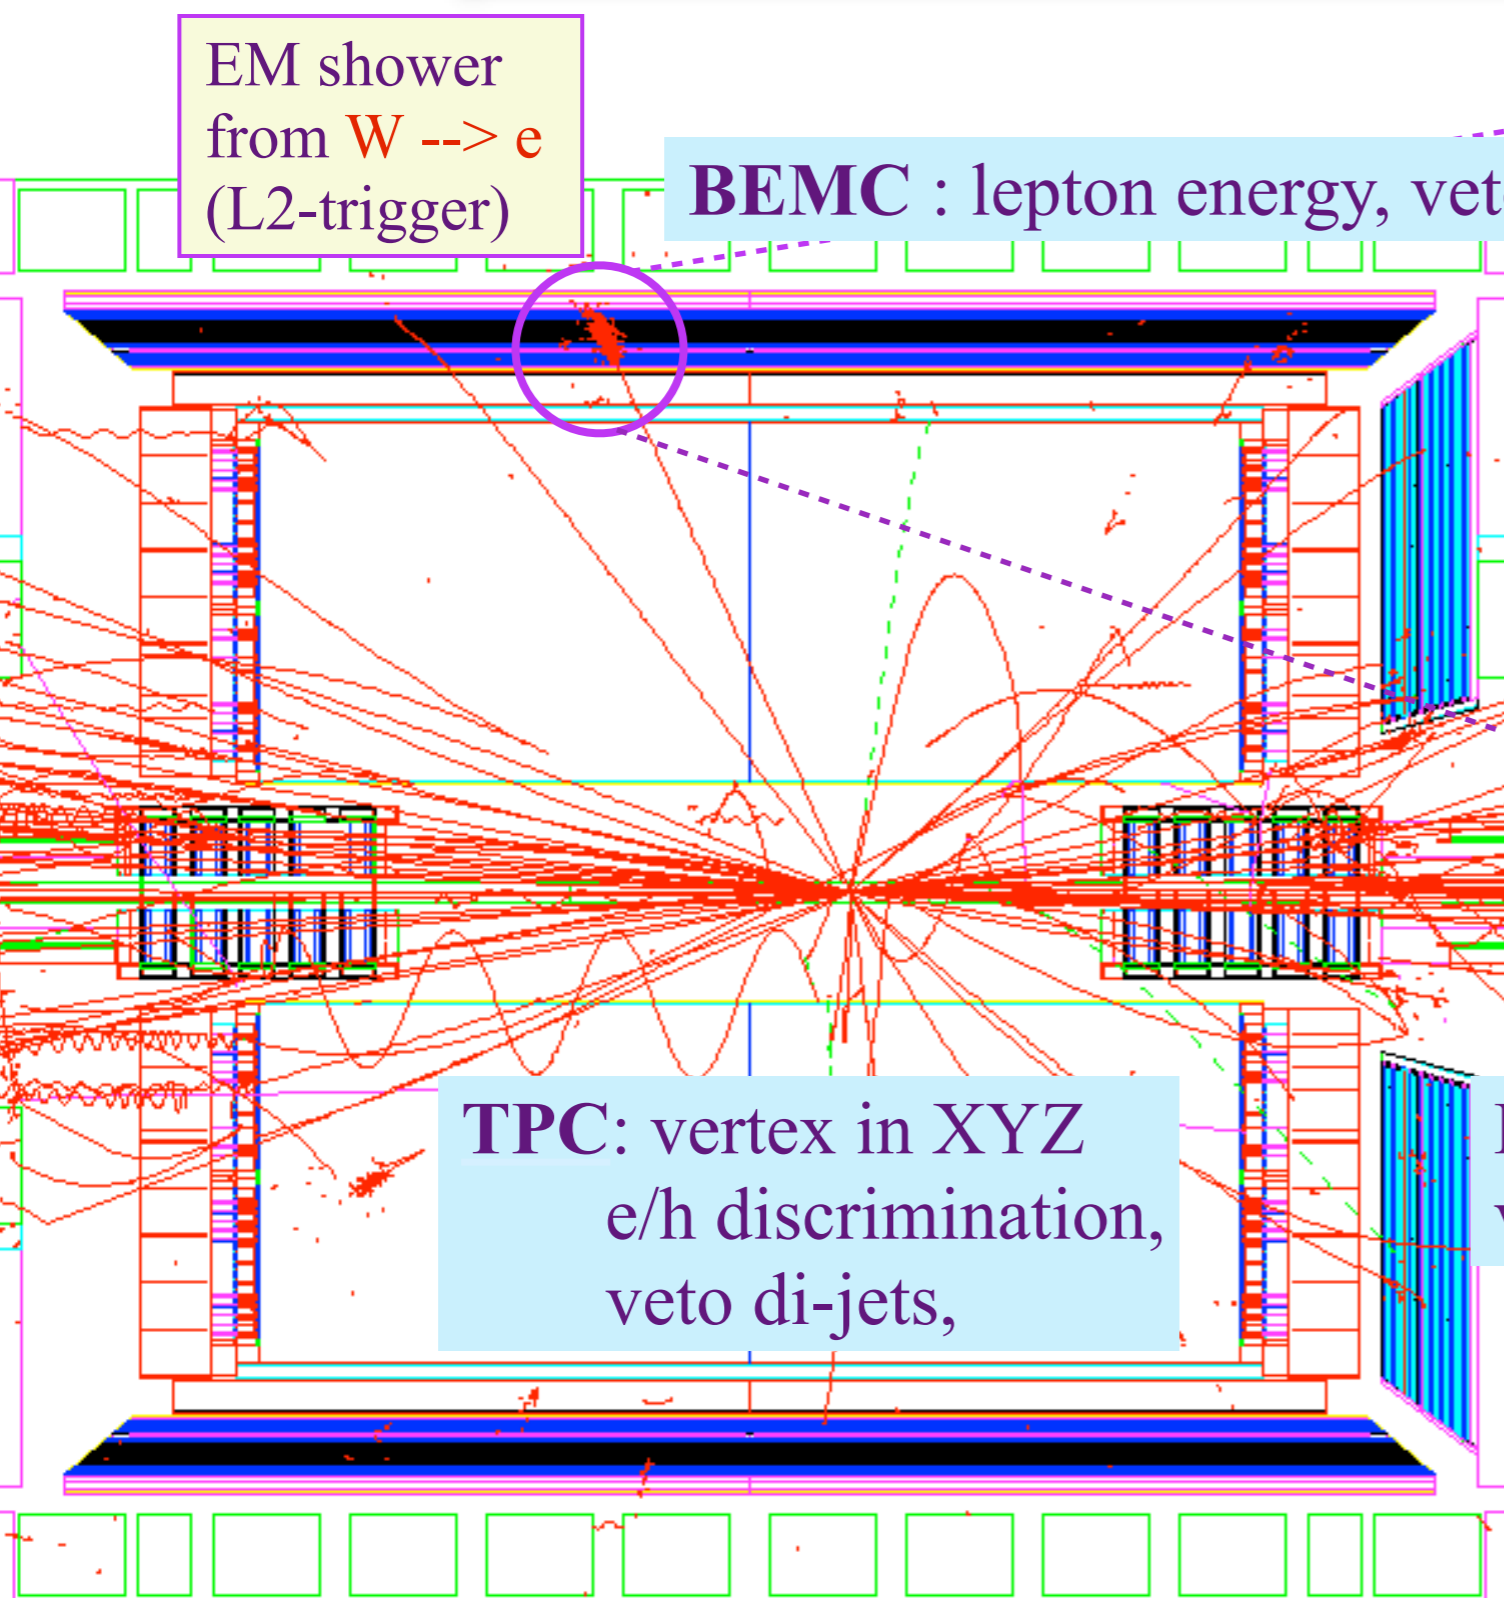 EM shower
from W --> e
(L2-trigger)
BEMC : lepton energy,
TPC: vertex in XYZ
e/h discrimination,
veto di-jets,